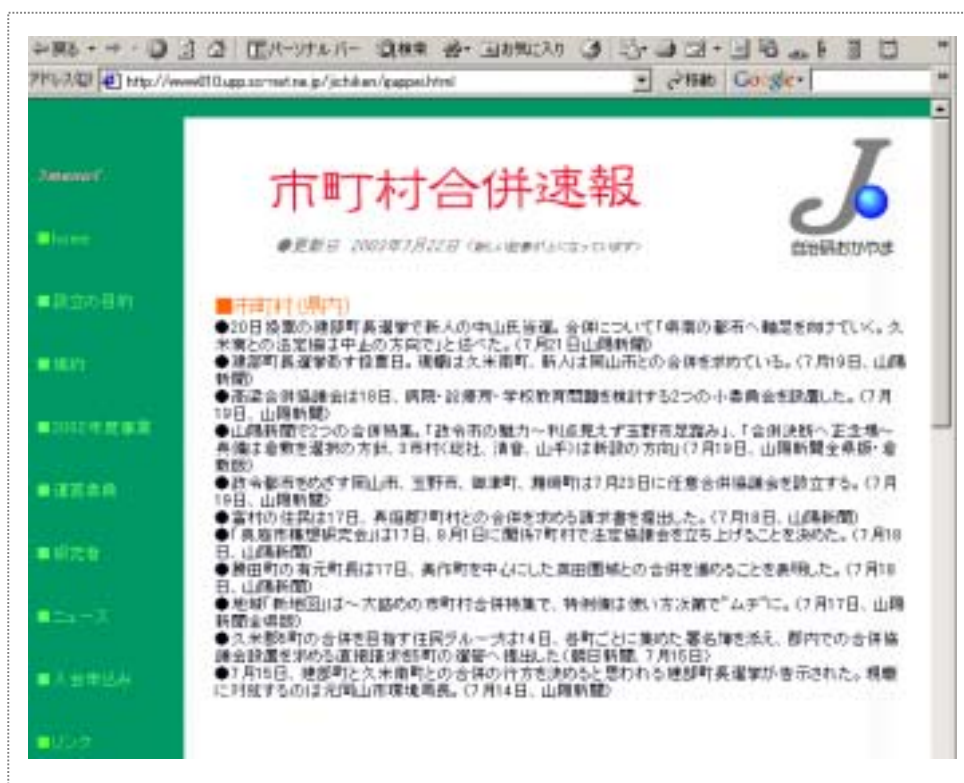 戻る
パーソナルバー 検索 お気に入り
アドレス(D) 移動 Google
市町村合併速報
自治研おかやま
●更新日 2002年7月22日
■home
■設立の目的
■規約
■2002年度事業
■運営委員
■研究者
■ニュース
■入会申込み
■リンク
■市町村(県内)
●20日投票の建部町長選挙で新人の中山氏当選。合併について「県南の都市へ軸足を向けていく。久
米南との法定協は中止の方向で」と述べた。(7月21日山陽新聞)
●建部町長選挙あす投票日。現職は久米南町、新人は岡山市との合併を求めている。(7月19日、山陽
新聞)
●高梁合併協議会は18日、病院・診療所・学校教育問題を検討する2つの小委員会を設置した。(7月
19日、山陽新聞)
●山陽新聞で2つの合併特集。「政令市の魅力~利点見えず玉野市足踏み」、「合併決断へ正念場~
真備は倉敷を選択の方針、3市村(総社、清音、山手)は新設の方向」(7月19日、山陽新聞全県版・倉
敷版)
●政令都市をめざす岡山市、玉野市、御津町、灘崎町は7月23日に任意合併協議会を設立する。(7月
19日、山陽新聞)
●富村の住民は17日、真庭郡7町村との合併を求める請求書を提出した。(7月18日、山陽新聞)
●「真庭市構想研究会」は17日、8月1日に関係7町村で法定協議会を立ち上げることを決めた。(7月18
日、山陽新聞)
●勝田町の有元町長は17日、美作町を中心にした英田圏域との合併を進めることを表明した。(7月18
日、山陽新聞)
●地域「新地図」は~大詰めの市町村合併特集で、特例債は使い方次第で"ムチ"に。(7月17日、山陽
新聞全県版)
●久米郡5町の合併を目指す住民グループは14日、各町ごとに集めた署名簿を添え、郡内での合併協
議会設置を求める直接請求を5町の選管へ提出した(朝日新聞、7月15日)
●7月15日、建部町と久米南町との合併の行方を決めると思われる建部町長選挙が告示された。現職
に対抗するのは元岡山市環境局長。(7月14日、山陽新聞)